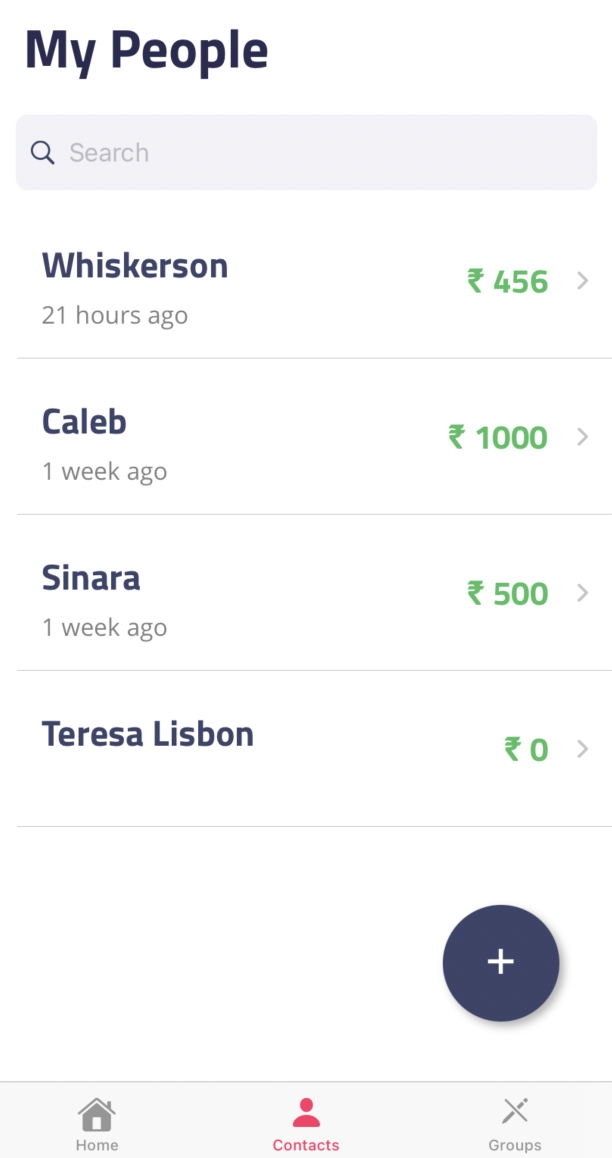 My People
Search
Whiskerson
₹ 456
21 hours ago
Caleb
₹ 1000
1 week ago
Sinara
₹ 500
1 week ago
Teresa Lisbon
₹ 0
+
Home
Contacts
Groups